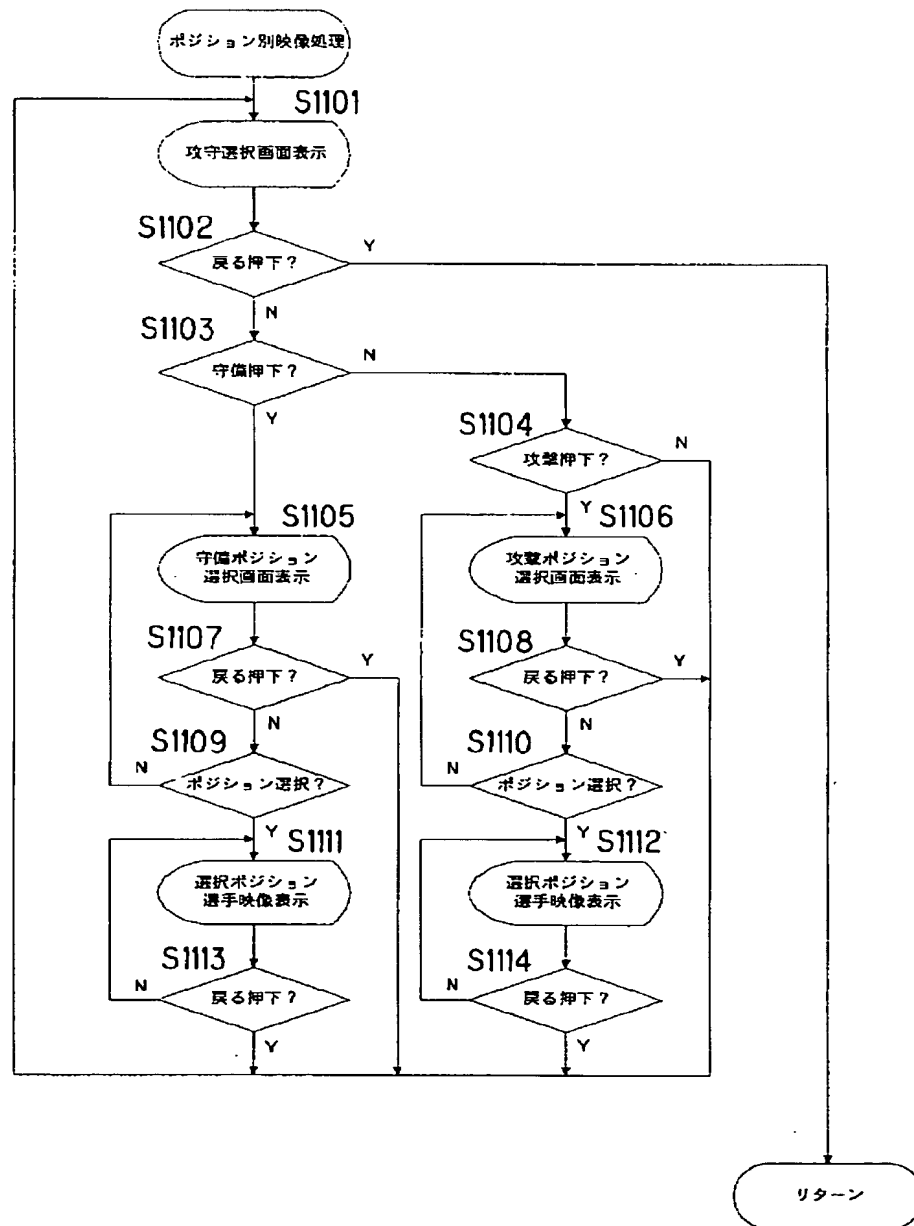 ポジション別映像処理
S1101
攻守選択画面表示
S1102
Y
戻る押下?
N
S1103
N
守備押下?
Y
S1104
N
攻撃押下?
Y
S1105
S1106
守備ポジション
選択画面表示
攻撃ポジション
選択画面表示
S1107
Y
戻る押下?
N
S1108
Y
戻る押下?
N
S1109
N
ポジション選択?
Y
S1110
N
ポジション選択?
Y
S1111
S1112
選択ポジション
選手映像表示
選択ポジション
選手映像表示
S1113
N
戻る押下?
Y
S1114
N
戻る押下?
Y
リターン